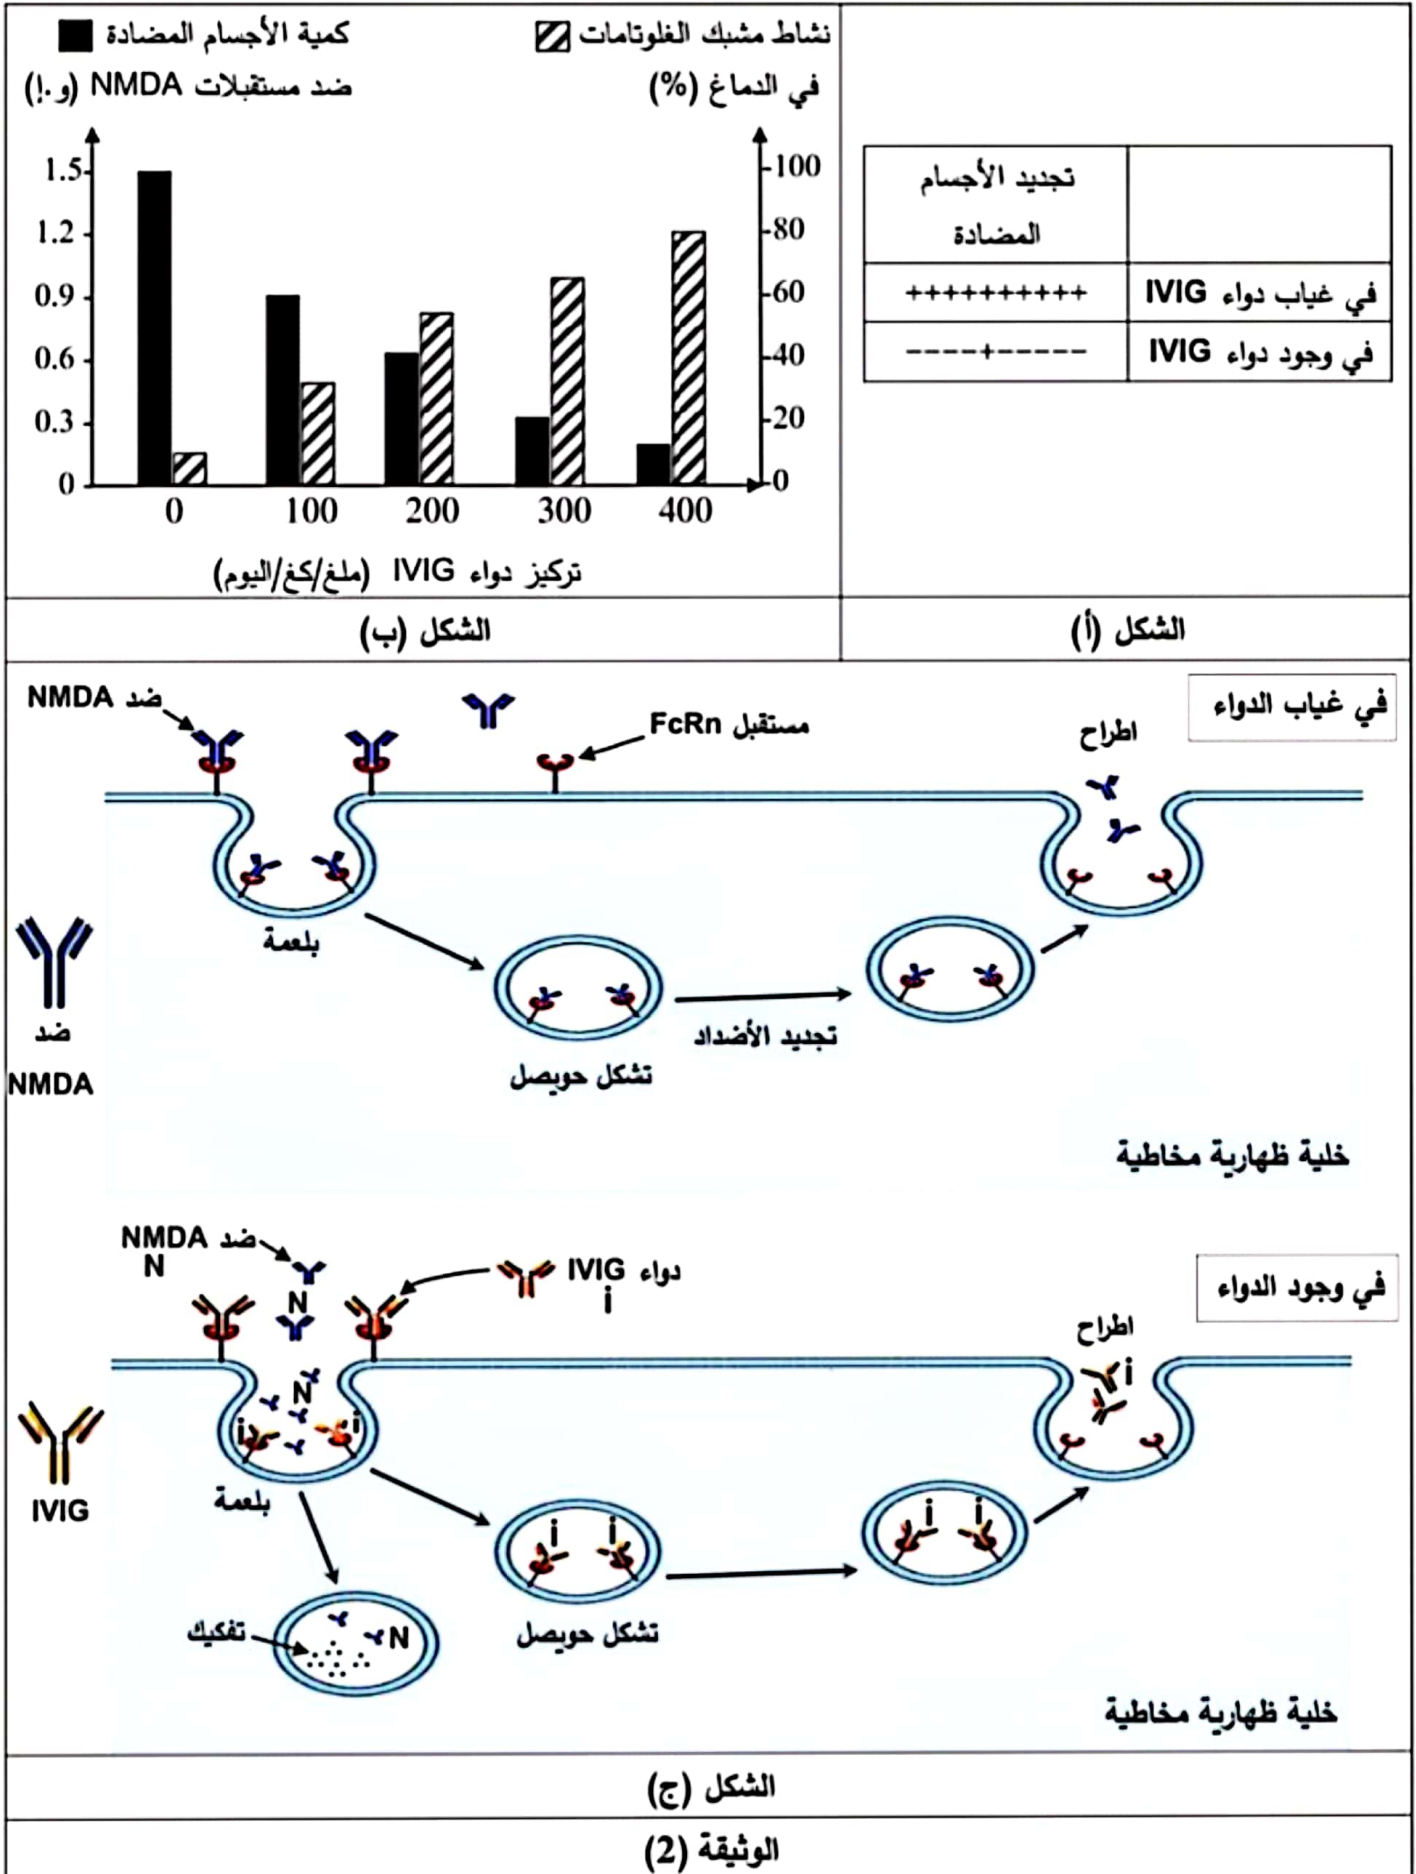 كمية الأجسام المضادة
ضد مستقبلات NMDA (و.إ)
نشاط مشبك الغلوتامات
في الدماغ (%)
1.5
1.2
0.9
0.6
0.3
0
100
80
60
40
20
0
0 100 200 300 400
تركيز دواء IVIG (ملغ/كغ/اليوم)
تجديد الأجسام
المضادة
في غياب دواء IVIG ++++++++++
في وجود دواء IVIG ----+-----
الشكل (أ)
الشكل (ب)
في غياب الدواء
ضد NMDA
مستقبل FcRn
اطراح
بلعمة
تشكل حويصل
تجديد الأضداد
ضد
NMDA
خلية ظهارية مخاطية
في وجود الدواء
ضد NMDA
N
دواء IVIG
i
N
اطراح
i
N
i
i
IVIG
بلعمة
i
i
i
i
تشكل حويصل
تفكيك
N
خلية ظهارية مخاطية
الشكل (ج)
الوثيقة (2)